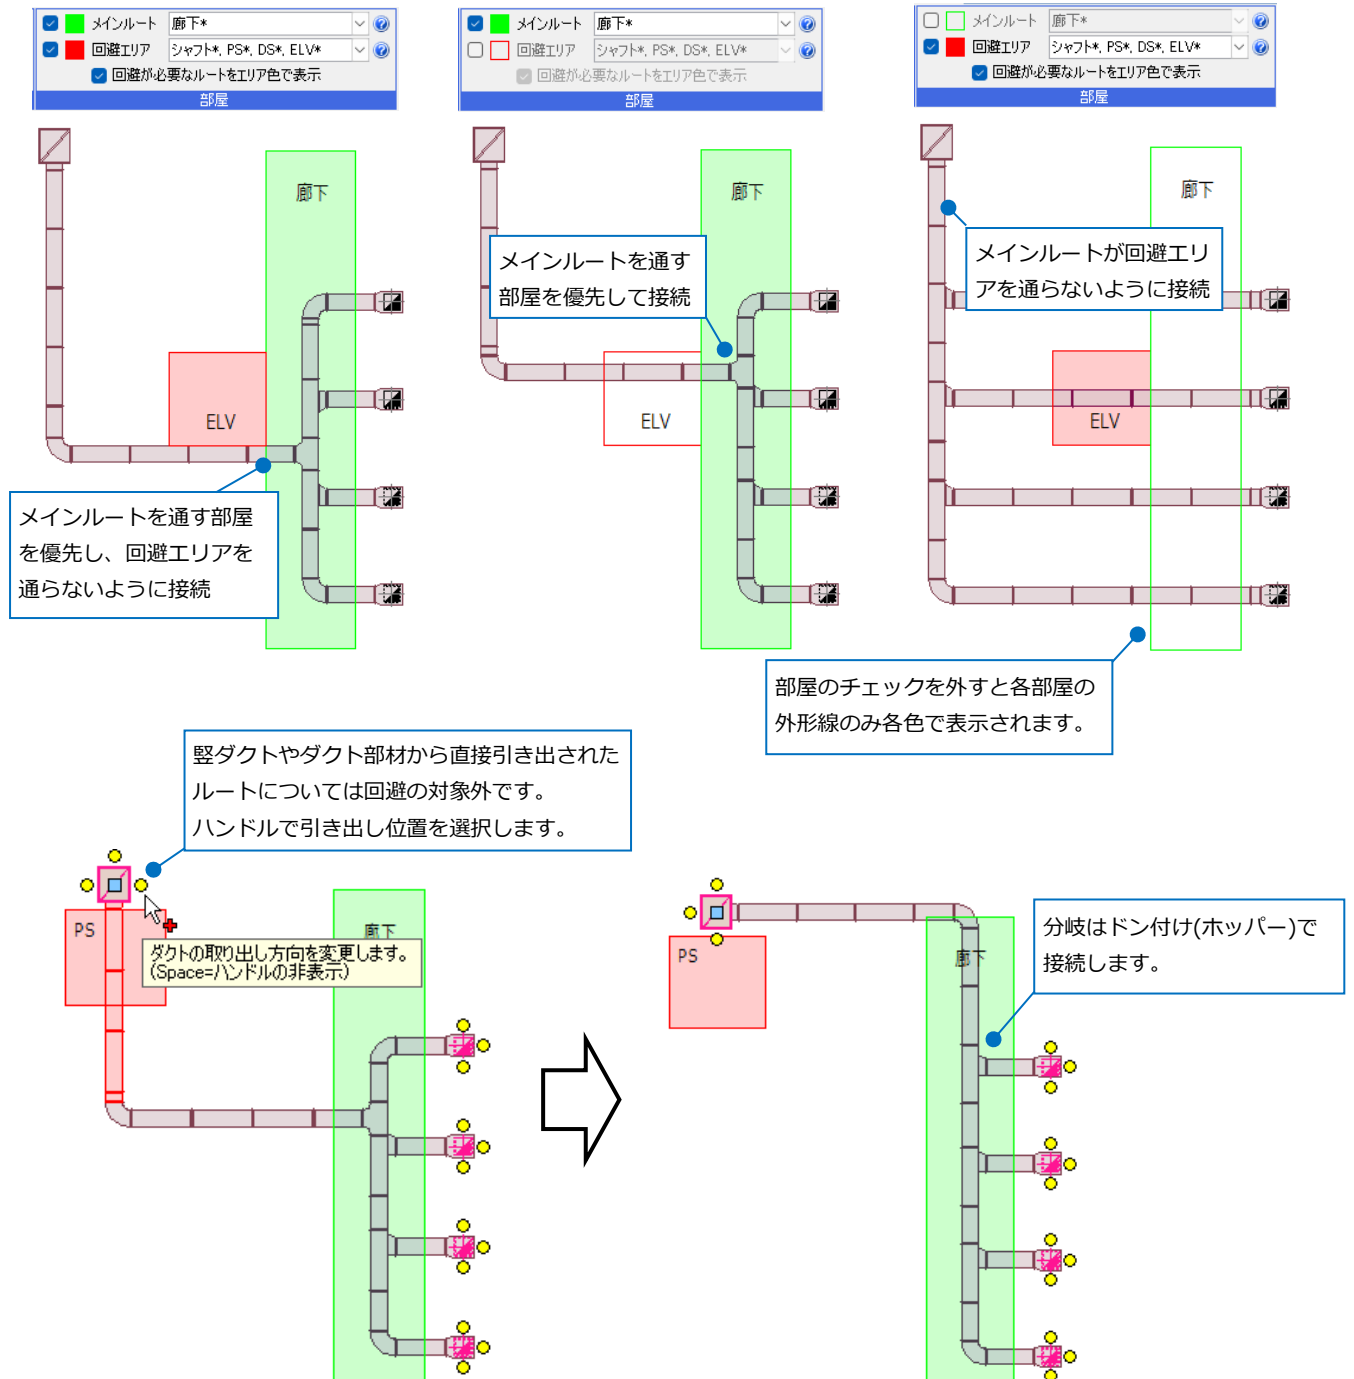 メインルート 廊下*
回避エリア シャフト*, PS*, DS*, ELV*
回避が必要なルートをエリア色で表示
部屋
メインルート 廊下*
回避エリア シャフト*, PS*, DS*, ELV*
回避が必要なルートをエリア色で表示
部屋
メインルート 廊下*
回避エリア シャフト*, PS*, DS*, ELV*
回避が必要なルートをエリア色で表示
部屋
廊下
ELV
メインルートを通す部屋
を優先し、回避エリアを
通らないように接続
廊下
メインルートを通す
部屋を優先して接続
ELV
廊下
メインルートが回避エリ
アを通らないように接続
ELV
部屋のチェックを外すと各部屋の
外形線のみ各色で表示されます。
竪ダクトやダクト部材から直接引き出された
ルートについては回避の対象外です。
ハンドルで引き出し位置を選択します。
PS
廊下
ダクトの取り出し方向を変更します。
(Space=ハンドルの非表示)
PS
廊下
分岐はドン付け(ホッパー)で
接続します。